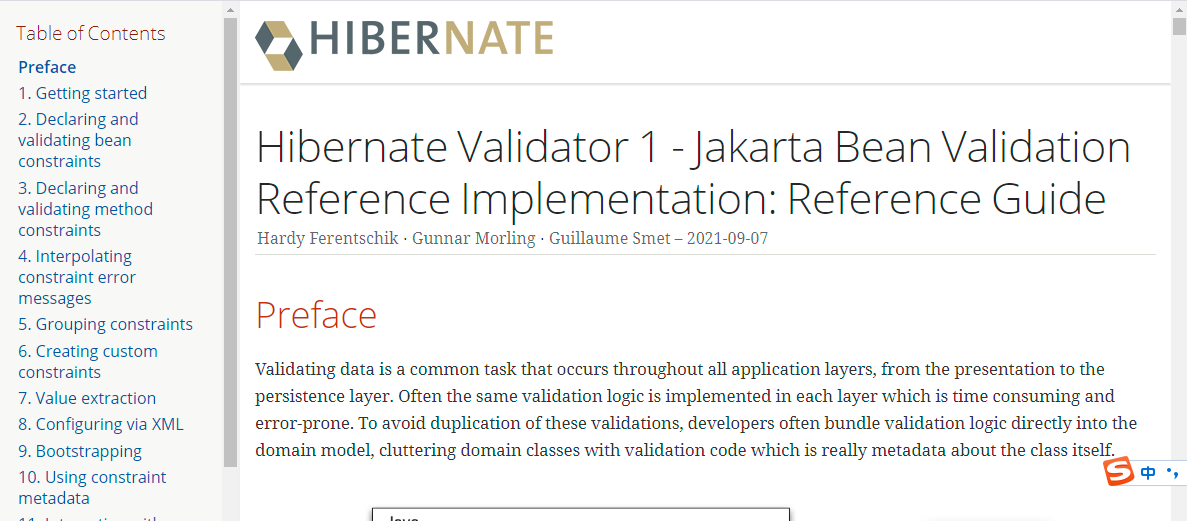 Table of Contents
Preface
1. Getting started
2. Declaring and
validating bean
constraints
3. Declaring and
validating method
constraints
4. Interpolating
constraint error
messages
5. Grouping constraints
6. Creating custom
constraints
7. Value extraction
8. Configuring via XML
9. Bootstrapping
10. Using constraint
metadata
HIBERNATE
Hibernate Validator 1 - Jakarta Bean Validation
Reference Implementation: Reference Guide
Hardy Ferentschik · Gunnar Morling · Guillaume Smet – 2021-09-07
Preface
Validating data is a common task that occurs throughout all application layers, from the presentation to the
persistence layer. Often the same validation logic is implemented in each layer which is time consuming and
error-prone. To avoid duplication of these validations, developers often bundle validation logic directly into the
domain model, cluttering domain classes with validation code which is really metadata about the class itself.
S 中 •,